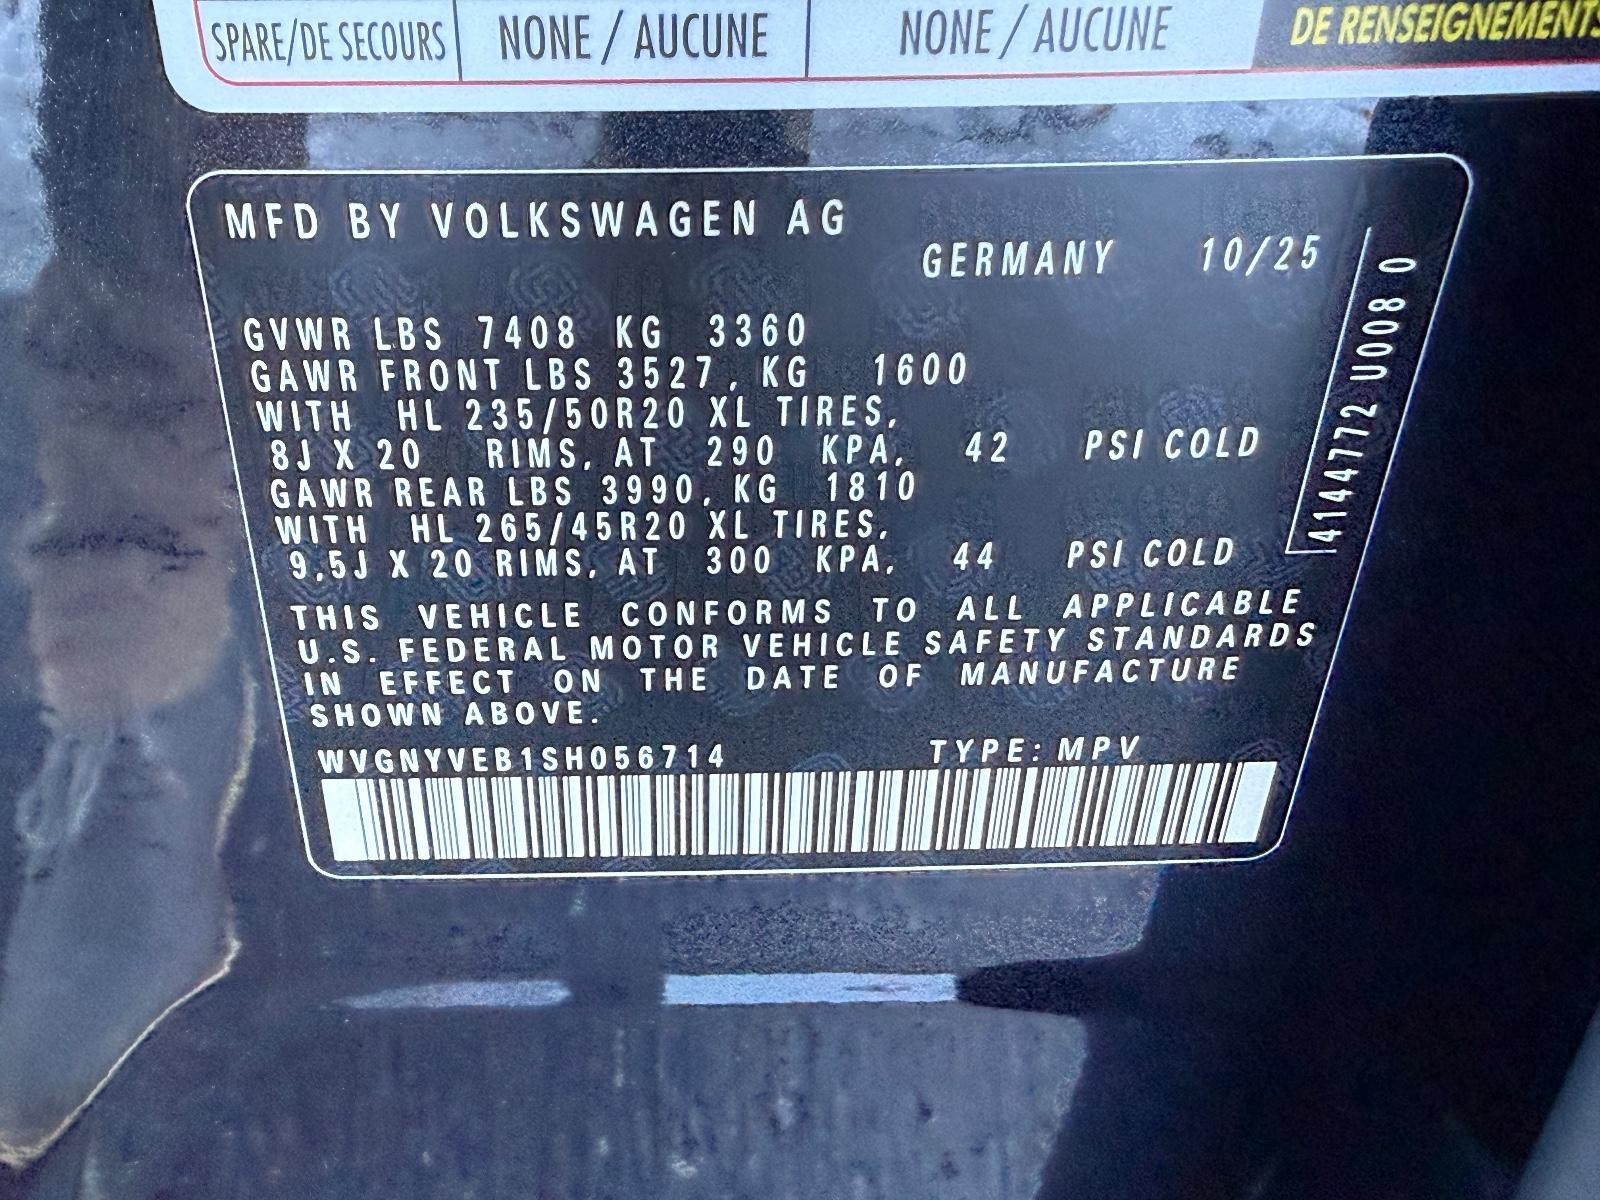 SPARE/DE SECOURS NONE / AUCUNE NONE / AUCUNE
DE RENSEIGNEMENTS
MFD BY VOLKSWAGEN AG
GERMANY 10/25
GVWR LBS 7408 KG 3360
GAWR FRONT LBS 3527, KG 1600
WITH HL 235/50R20 XL TIRES,
8J X 20 RIMS, AT 290 KPA, 42 PSI COLD
GAWR REAR LBS 3990, KG 1810
WITH HL 265/45R20 XL TIRES,
9,5J X 20 RIMS, AT 300 KPA, 44 PSI COLD
THIS VEHICLE CONFORMS TO ALL APPLICABLE
U.S. FEDERAL MOTOR VEHICLE SAFETY STANDARDS
IN EFFECT ON THE DATE OF MANUFACTURE
SHOWN ABOVE.
WVGNYVEB1SH056714 TYPE: MPV
4144772 U008 0